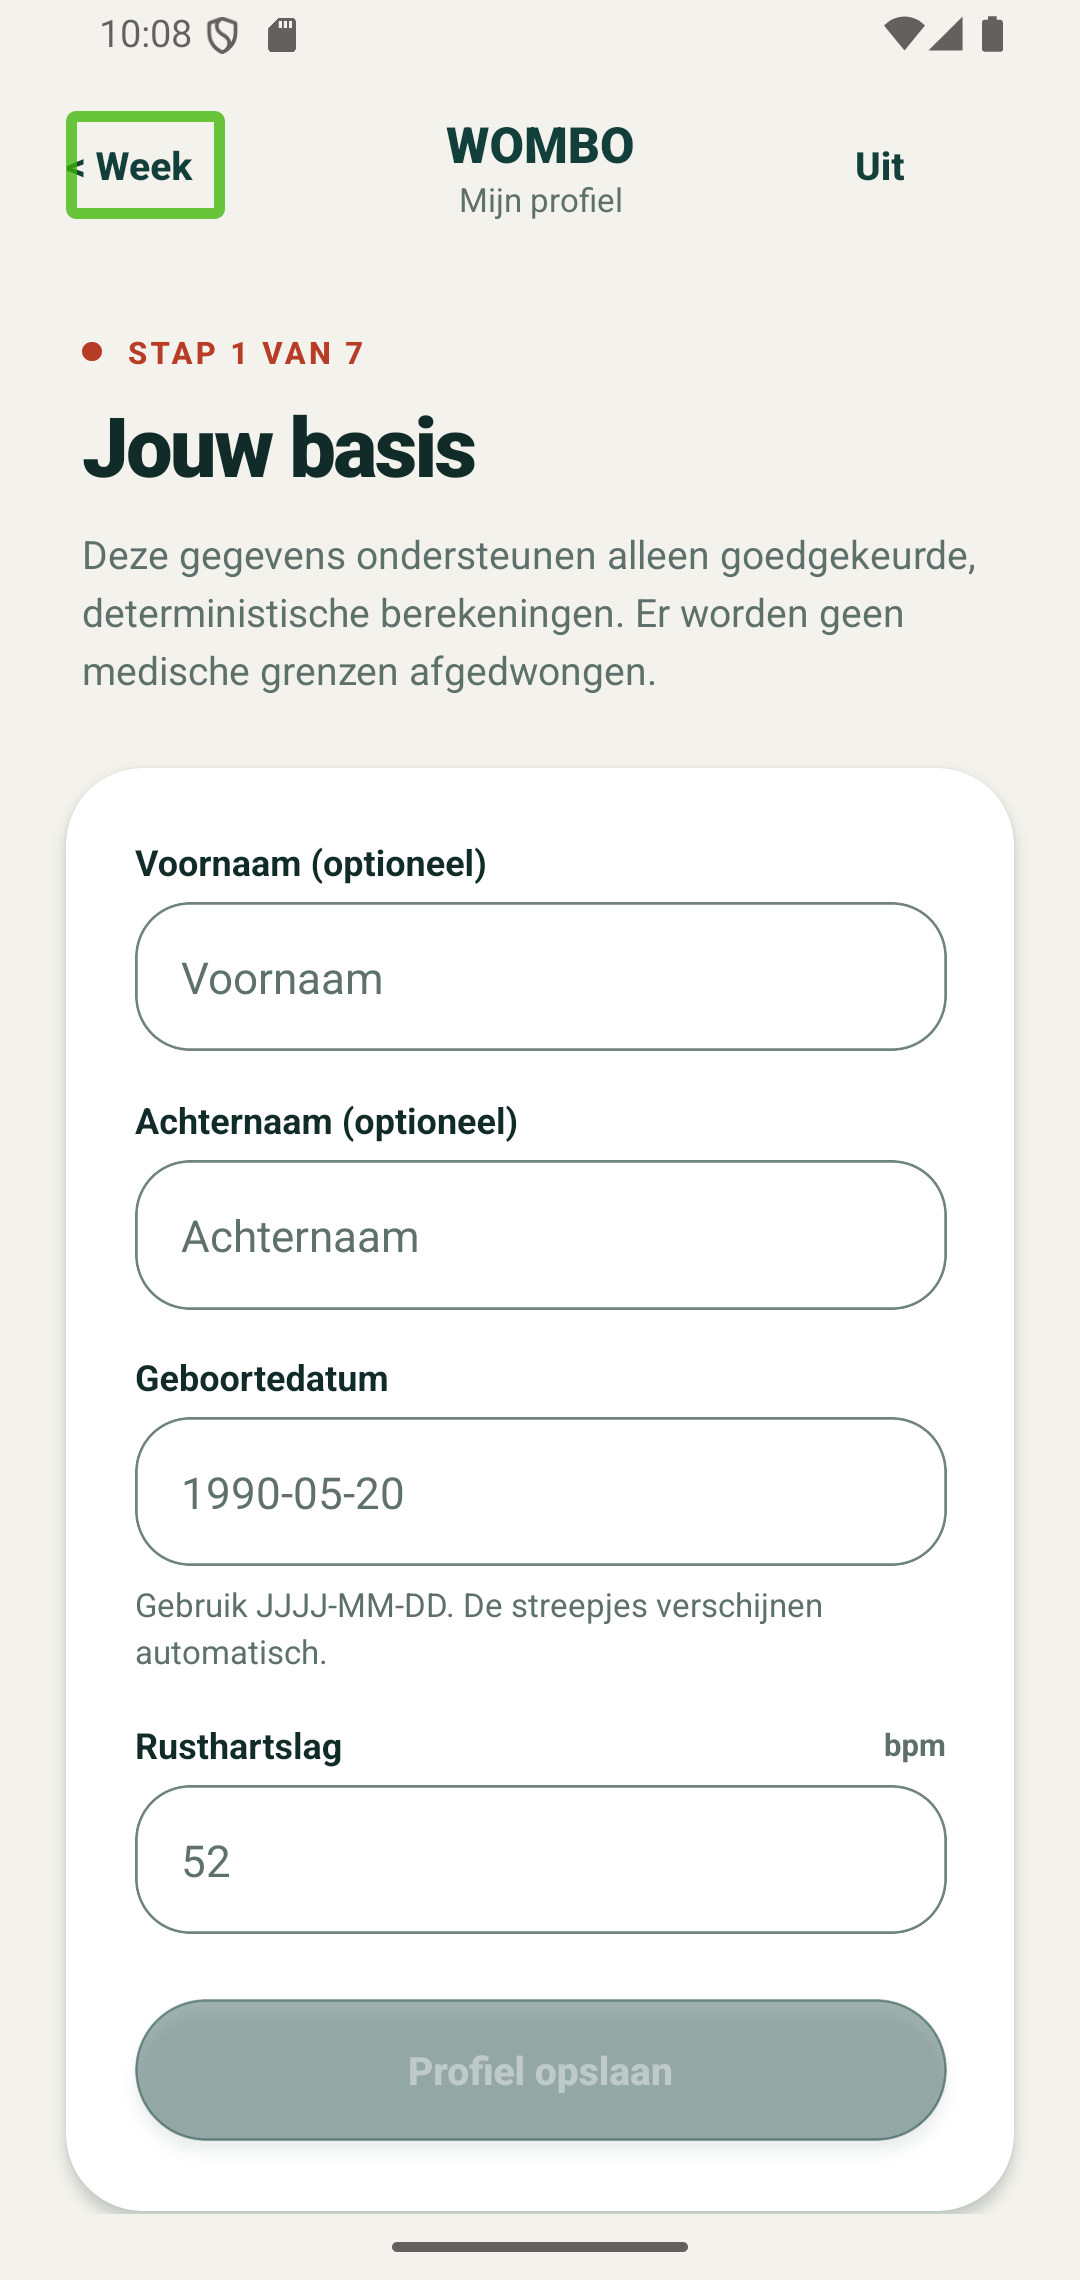 10:08
< Week
WOMBO
Uit
Mijn profiel
STAP 1 VAN 7
Jouw basis
Deze gegevens ondersteunen alleen goedgekeurde,
deterministische berekeningen. Er worden geen
medische grenzen afgedwongen.
Voornaam (optioneel)
Voornaam
Achternaam (optioneel)
Achternaam
Geboortedatum
1990-05-20
Gebruik JJJJ-MM-DD. De streepjes verschijnen
automatisch.
Rusthartslag bpm
52
Profiel opslaan